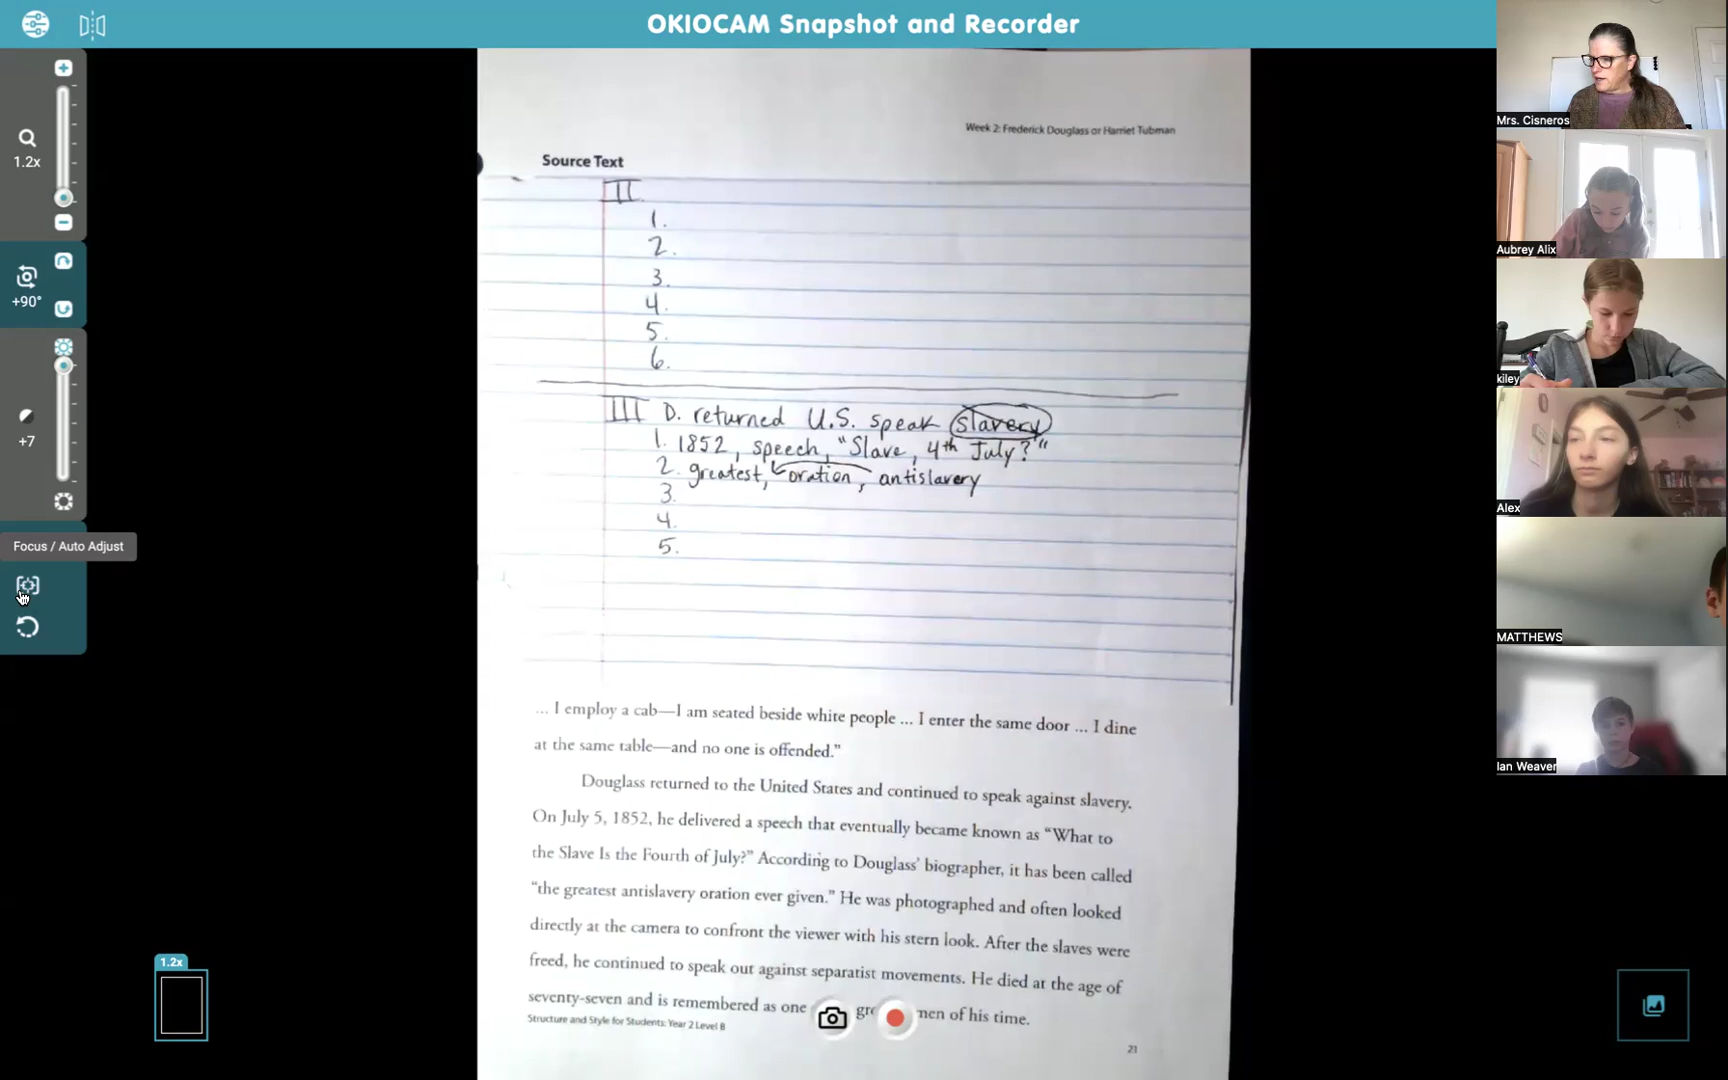 OKIOCAM Snapshot and Recorder
1.2x
+90°
+7
Focus / Auto Adjust
1.2x
Week 2: Frederick Douglass or Harriet Tubman
Source Text
II
1.
2.
3.
4.
5.
6.
III D. returned U.S. speak slavery
1. 1852, speech, "Slave, 4th July?"
2. greatest, oration, antislavery
3.
4.
5.
... I employ a cab—I am seated beside white people ... I enter the same door ... I dine
at the same table—and no one is offended."
Douglass returned to the United States and continued to speak against slavery.
On July 5, 1852, he delivered a speech that eventually became known as "What to
the Slave Is the Fourth of July?" According to Douglass' biographer, it has been called
"the greatest antislavery oration ever given." He was photographed and often looked
directly at the camera to confront the viewer with his stern look. After the slaves were
freed, he continued to speak out against separatist movements. He died at the age of
seventy-seven and is remembered as one men of his time.
Structure and Style for Students: Year 2 Level B
21
Mrs. Cisneros
Aubrey Alix
kiley
Alex
MATTHEWS
Ian Weaver